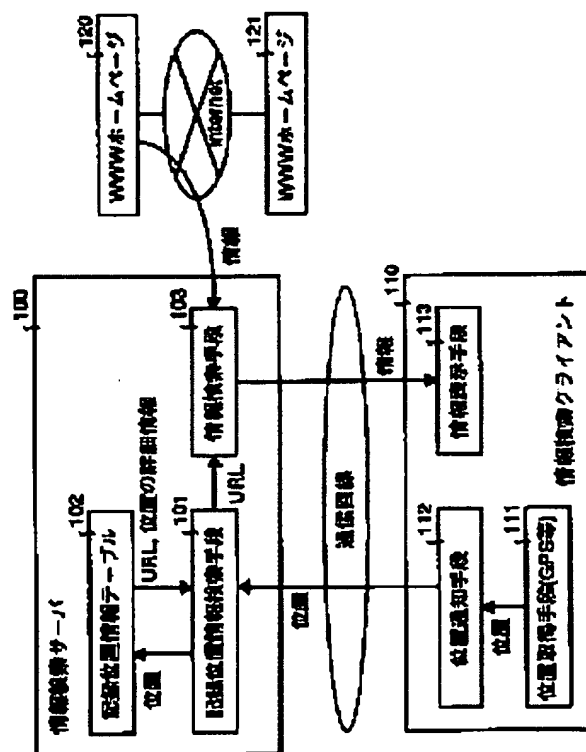 情報検索サーバ
100
102
記録位置情報テーブル
URL, 位置の詳細情報
位置
101
記録位置情報検索手段
URL
103
情報検索手段
情報
120
WWWホームページ
Internet
121
WWWホームページ
通信回線
位置
情報
110
112
位置通知手段
位置
111
位置取得手段(GPS等)
113
情報表示手段
情報検索クライアント